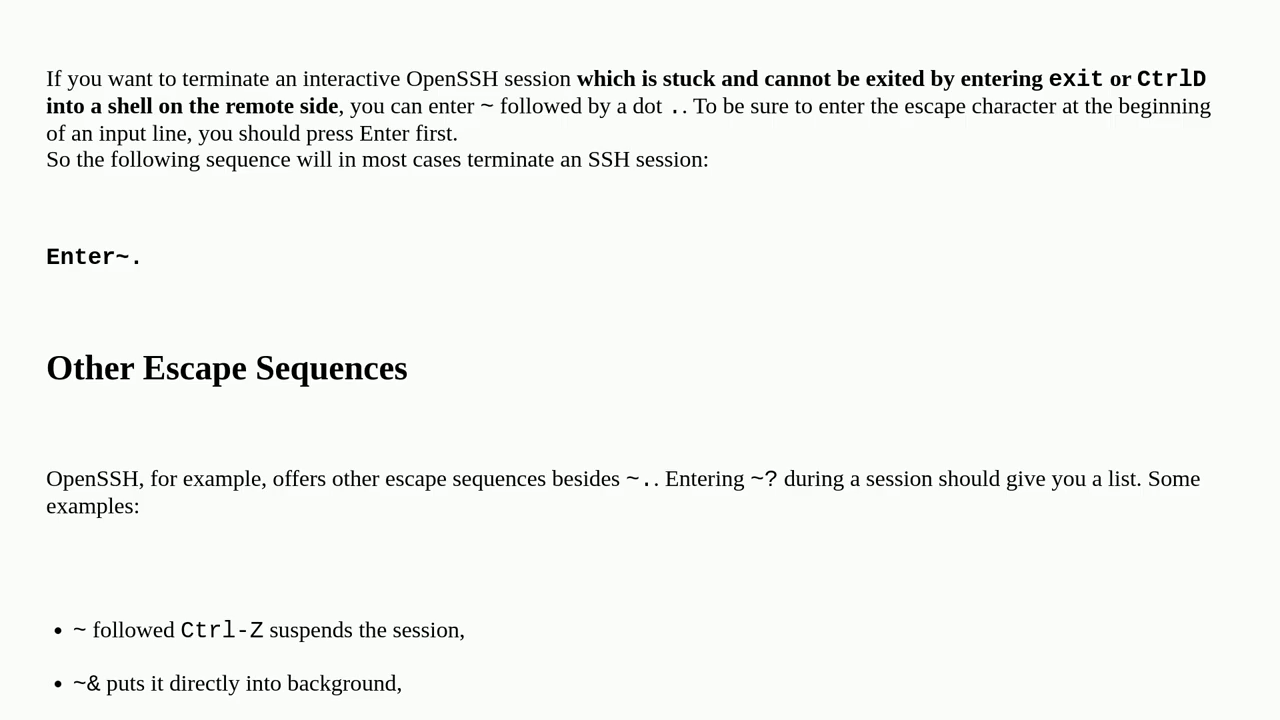 If you want to terminate an interactive OpenSSH session which is stuck and cannot be exited by entering exit or CtrlD
into a shell on the remote side, you can enter ~ followed by a dot .. To be sure to enter the escape character at the beginning
of an input line, you should press Enter first.
So the following sequence will in most cases terminate an SSH session:
Enter~.
Other Escape Sequences
OpenSSH, for example, offers other escape sequences besides ~.. Entering ~? during a session should give you a list. Some
examples:
• ~ followed Ctrl-Z suspends the session,
• ~& puts it directly into background,